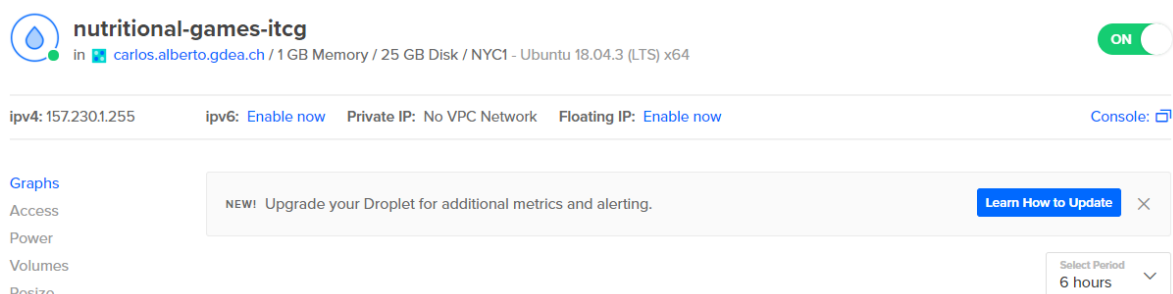 nutritional-games-itcg
in carlos.alberto.gdea.ch / 1 GB Memory / 25 GB Disk / NYC1 - Ubuntu 18.04.3 (LTS) x64
ON
ipv4: 157.230.1.255 ipv6: Enable now Private IP: No VPC Network Floating IP: Enable now Console:
Graphs
NEW! Upgrade your Droplet for additional metrics and alerting. Learn How to Update
Access
Power
Volumes
Select Period
6 hours
Resize